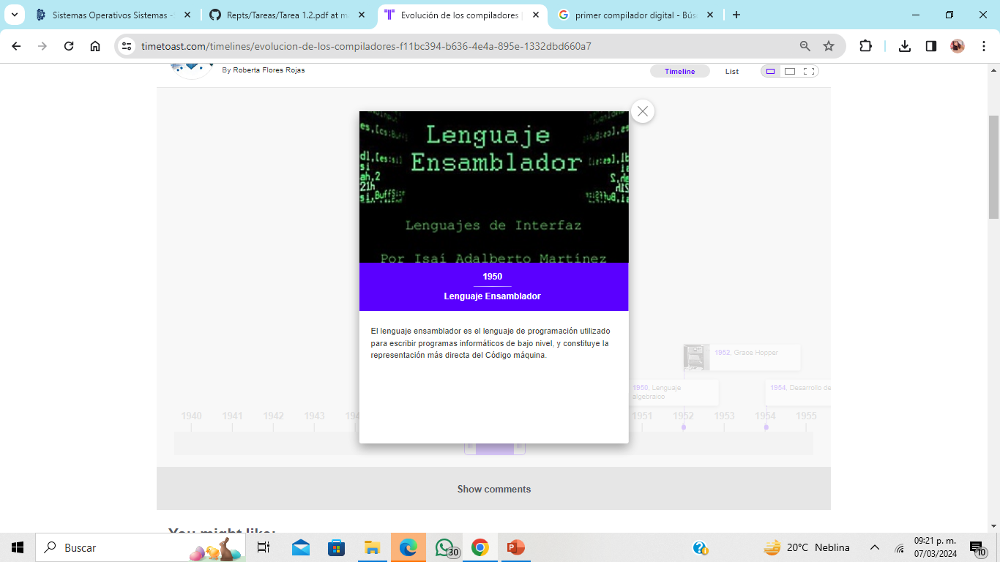 Sistemas Operativos Sistemas -
Repts/Tareas/Tarea 1.2.pdf at m
Evolución de los compiladores
primer compilador digital - Bús
timetoast.com/timelines/evolucion-de-los-compiladores-f11bc394-b636-4e4a-895e-1332dbd660a7
By Roberta Flores Rojas
Timeline
List
Lenguaje
Ensamblador
Lenguajes de Interfaz
Por Isaí Adalberto Martínez
1950
Lenguaje Ensamblador
El lenguaje ensamblador es el lenguaje de programación utilizado
para escribir programas informáticos de bajo nivel, y constituye la
representación más directa del Código máquina.
1952, Grace Hopper
1950, Lenguaje
algebraico
1954, Desarrollo de
1940 1941 1942 1943 1951 1952 1953 1954 1955
Show comments
You might like:
Buscar
30
20°C Neblina
09:21 p. m.
07/03/2024
10